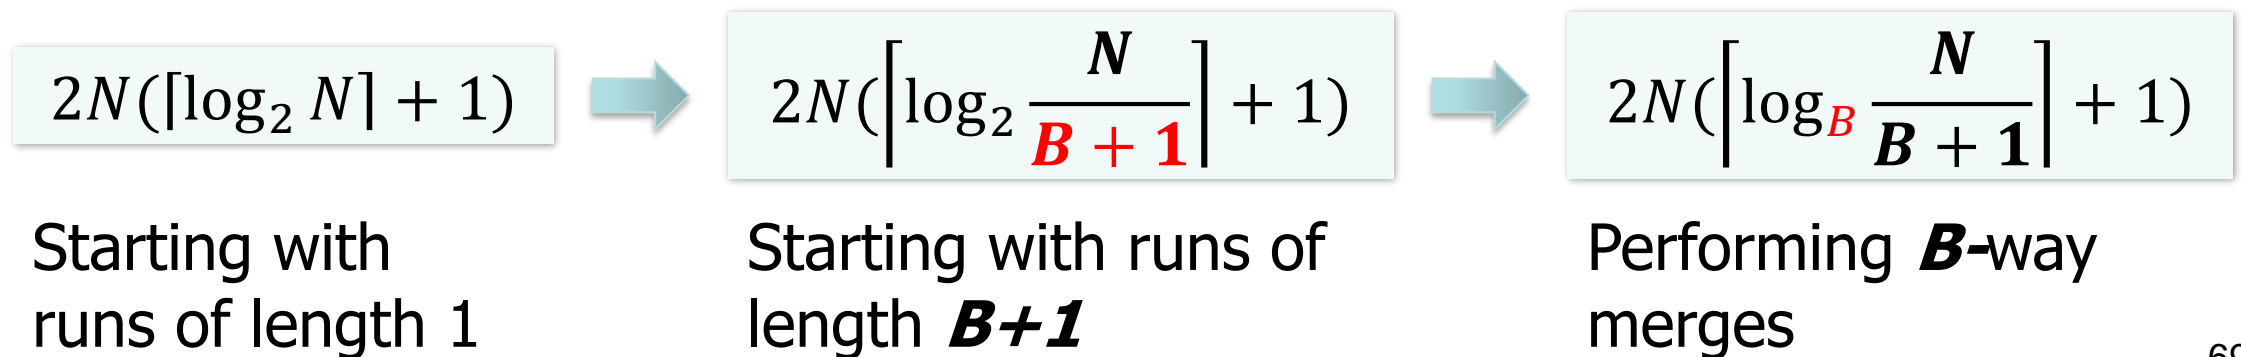 2N(⌈log₂ N⌉ + 1)
2N(⌈log₂ N/(B + 1)⌉ + 1)
2N(⌈log_B N/(B + 1)⌉ + 1)
Starting with
runs of length 1
Starting with runs of
length B+1
Performing B-way
merges